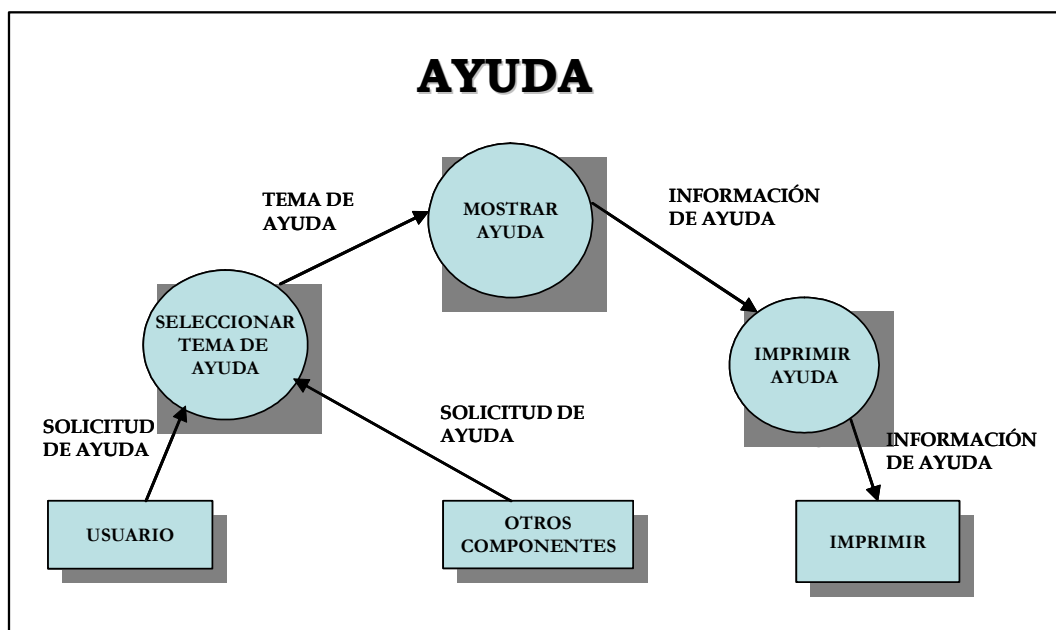 AYUDA
TEMA DE
AYUDA
MOSTRAR
AYUDA
INFORMACIÓN
DE AYUDA
SELECCIONAR
TEMA DE
AYUDA
IMPRIMIR
AYUDA
SOLICITUD
DE AYUDA
SOLICITUD DE
AYUDA
INFORMACIÓN
DE AYUDA
USUARIO
OTROS
COMPONENTES
IMPRIMIR